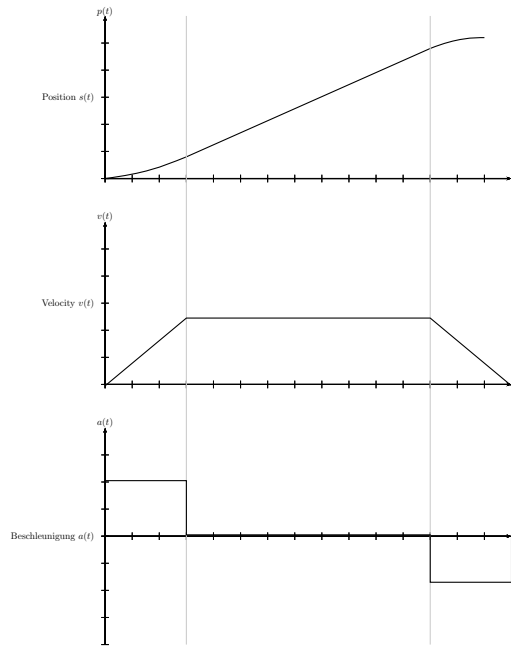 p(t)
Position s(t)
v(t)
Velocity v(t)
a(t)
Beschleunigung a(t)